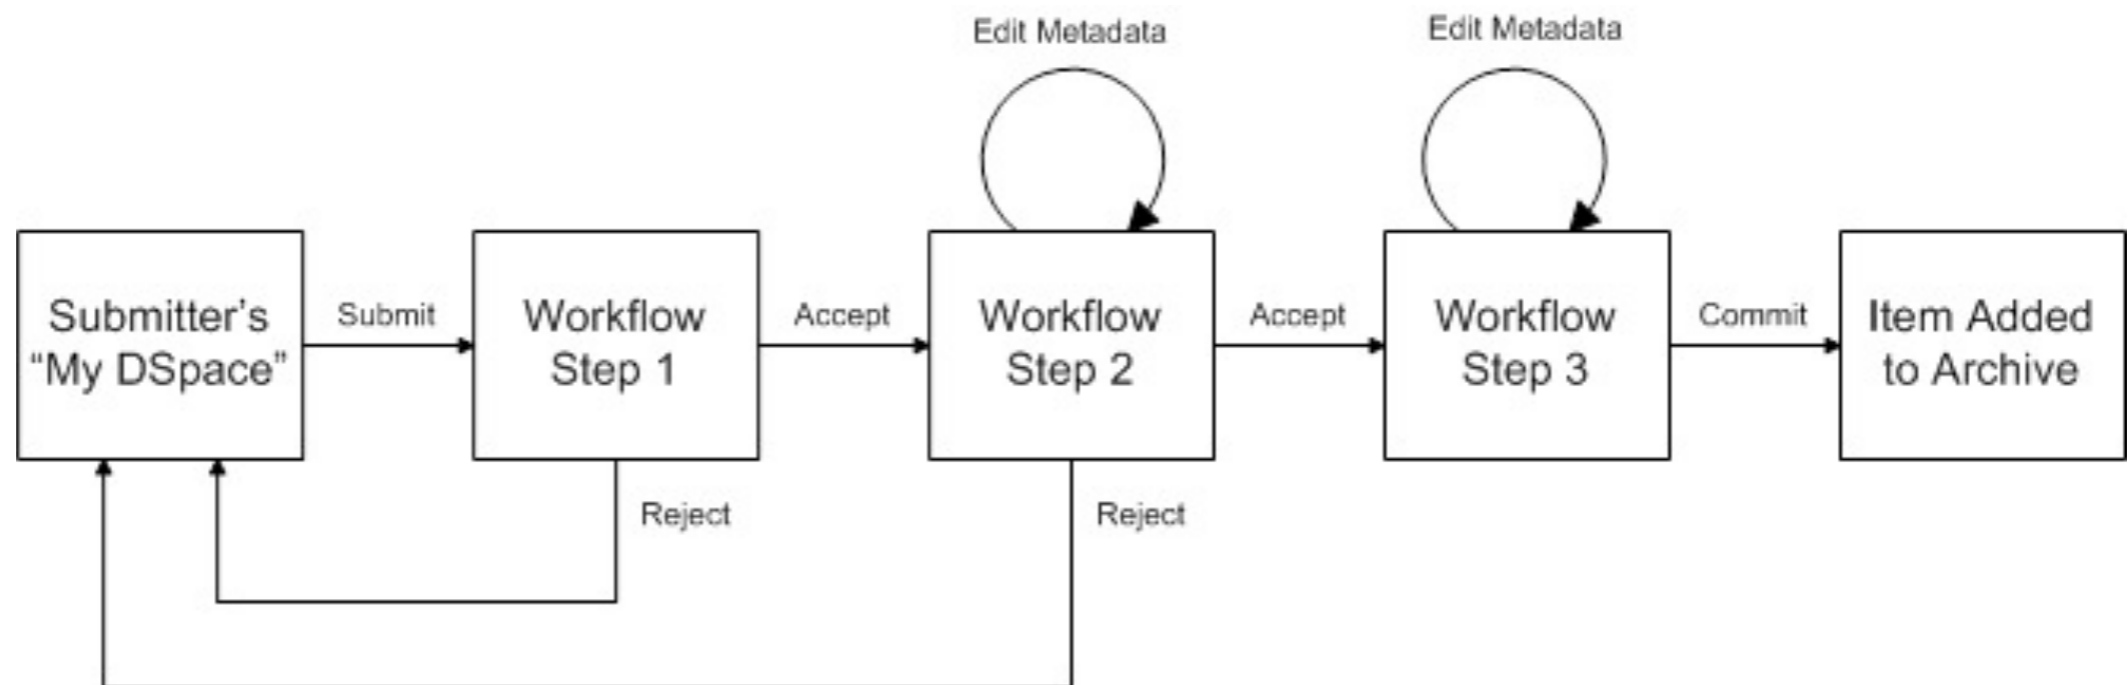 Edit Metadata
Edit Metadata
Submitter’s
“My DSpace”
Submit
Workflow
Step 1
Accept
Workflow
Step 2
Accept
Workflow
Step 3
Commit
Item Added
to Archive
Reject
Reject